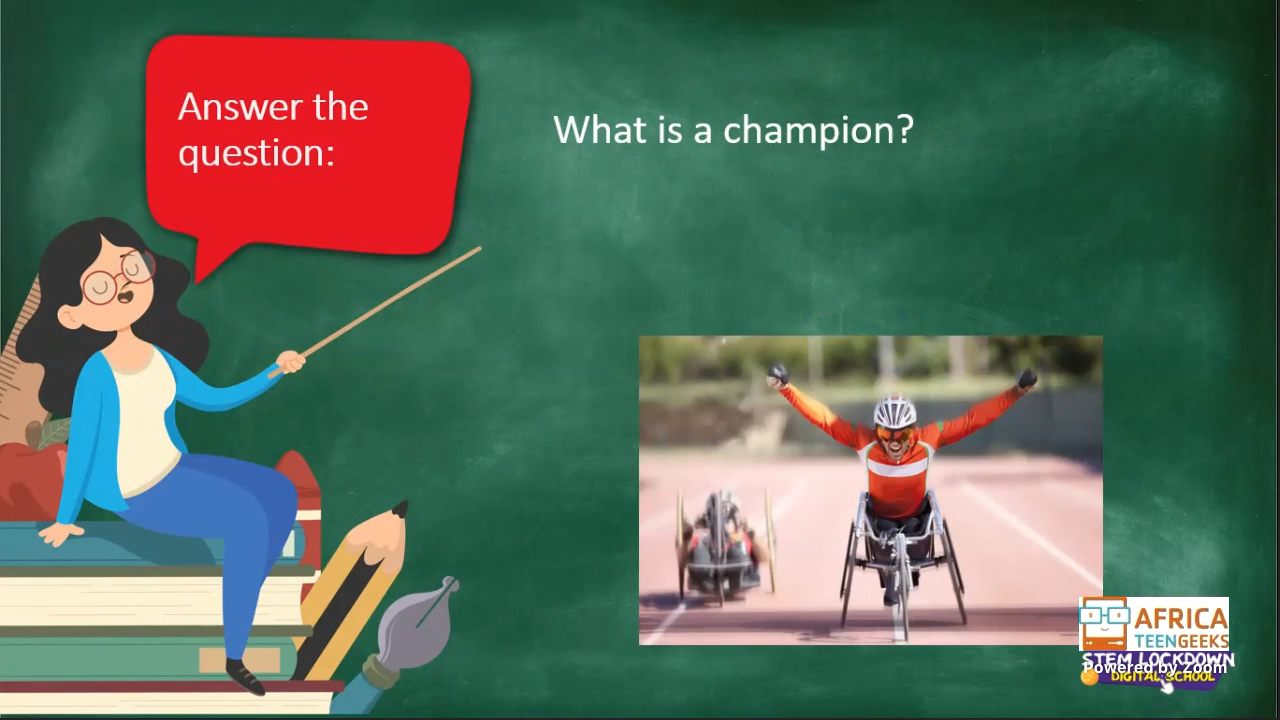 Answer the
question:
What is a champion?
AFRICA
TEENGEEKS
STEM LOCKDOWN
Powered by Zoom
DIGITAL SCHOOL